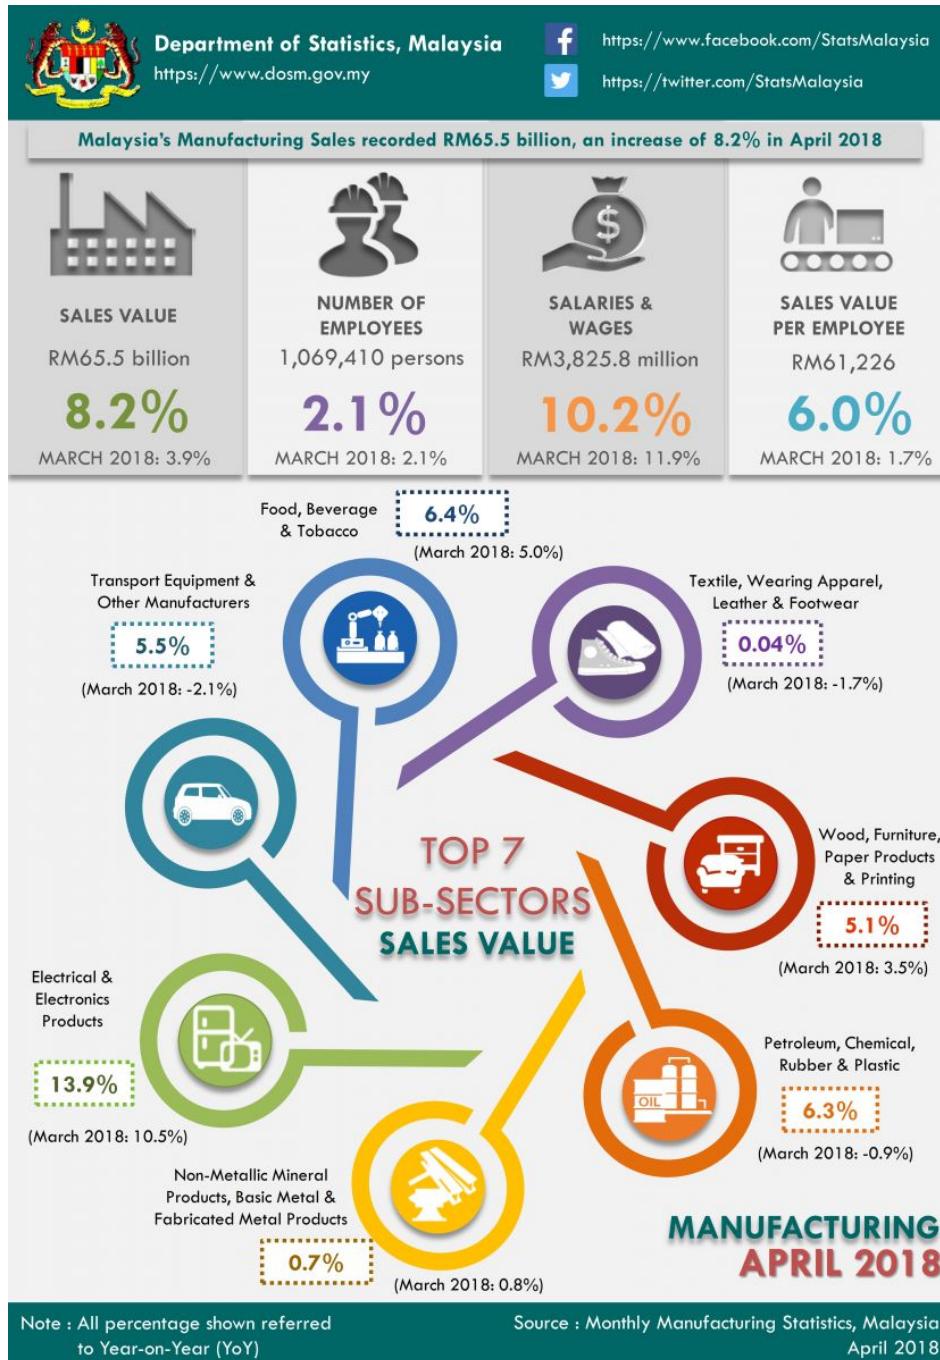 Department of Statistics, Malaysia
https://www.dosm.gov.my
https://www.facebook.com/StatsMalaysia
https://twitter.com/StatsMalaysia
Malaysia's Manufacturing Sales recorded RM65.5 billion, an increase of 8.2% in April 2018
SALES VALUE
RM65.5 billion
8.2%
MARCH 2018: 3.9%
NUMBER OF
EMPLOYEES
1,069,410 persons
2.1%
MARCH 2018: 2.1%
SALARIES &
WAGES
RM3,825.8 million
10.2%
MARCH 2018: 11.9%
SALES VALUE
PER EMPLOYEE
RM61,226
6.0%
MARCH 2018: 1.7%
Food, Beverage
& Tobacco
6.4%
(March 2018: 5.0%)
Transport Equipment &
Other Manufacturers
5.5%
(March 2018: -2.1%)
Textile, Wearing Apparel,
Leather & Footwear
0.04%
(March 2018: -1.7%)
TOP 7
SUB-SECTORS
SALES VALUE
Wood, Furniture,
Paper Products
& Printing
5.1%
(March 2018: 3.5%)
Electrical &
Electronics
Products
13.9%
(March 2018: 10.5%)
Petroleum, Chemical,
Rubber & Plastic
OIL
6.3%
(March 2018: -0.9%)
Non-Metallic Mineral
Products, Basic Metal &
Fabricated Metal Products
0.7%
(March 2018: 0.8%)
MANUFACTURING
APRIL 2018
Note : All percentage shown referred
to Year-on-Year (YoY)
Source : Monthly Manufacturing Statistics, Malaysia
April 2018